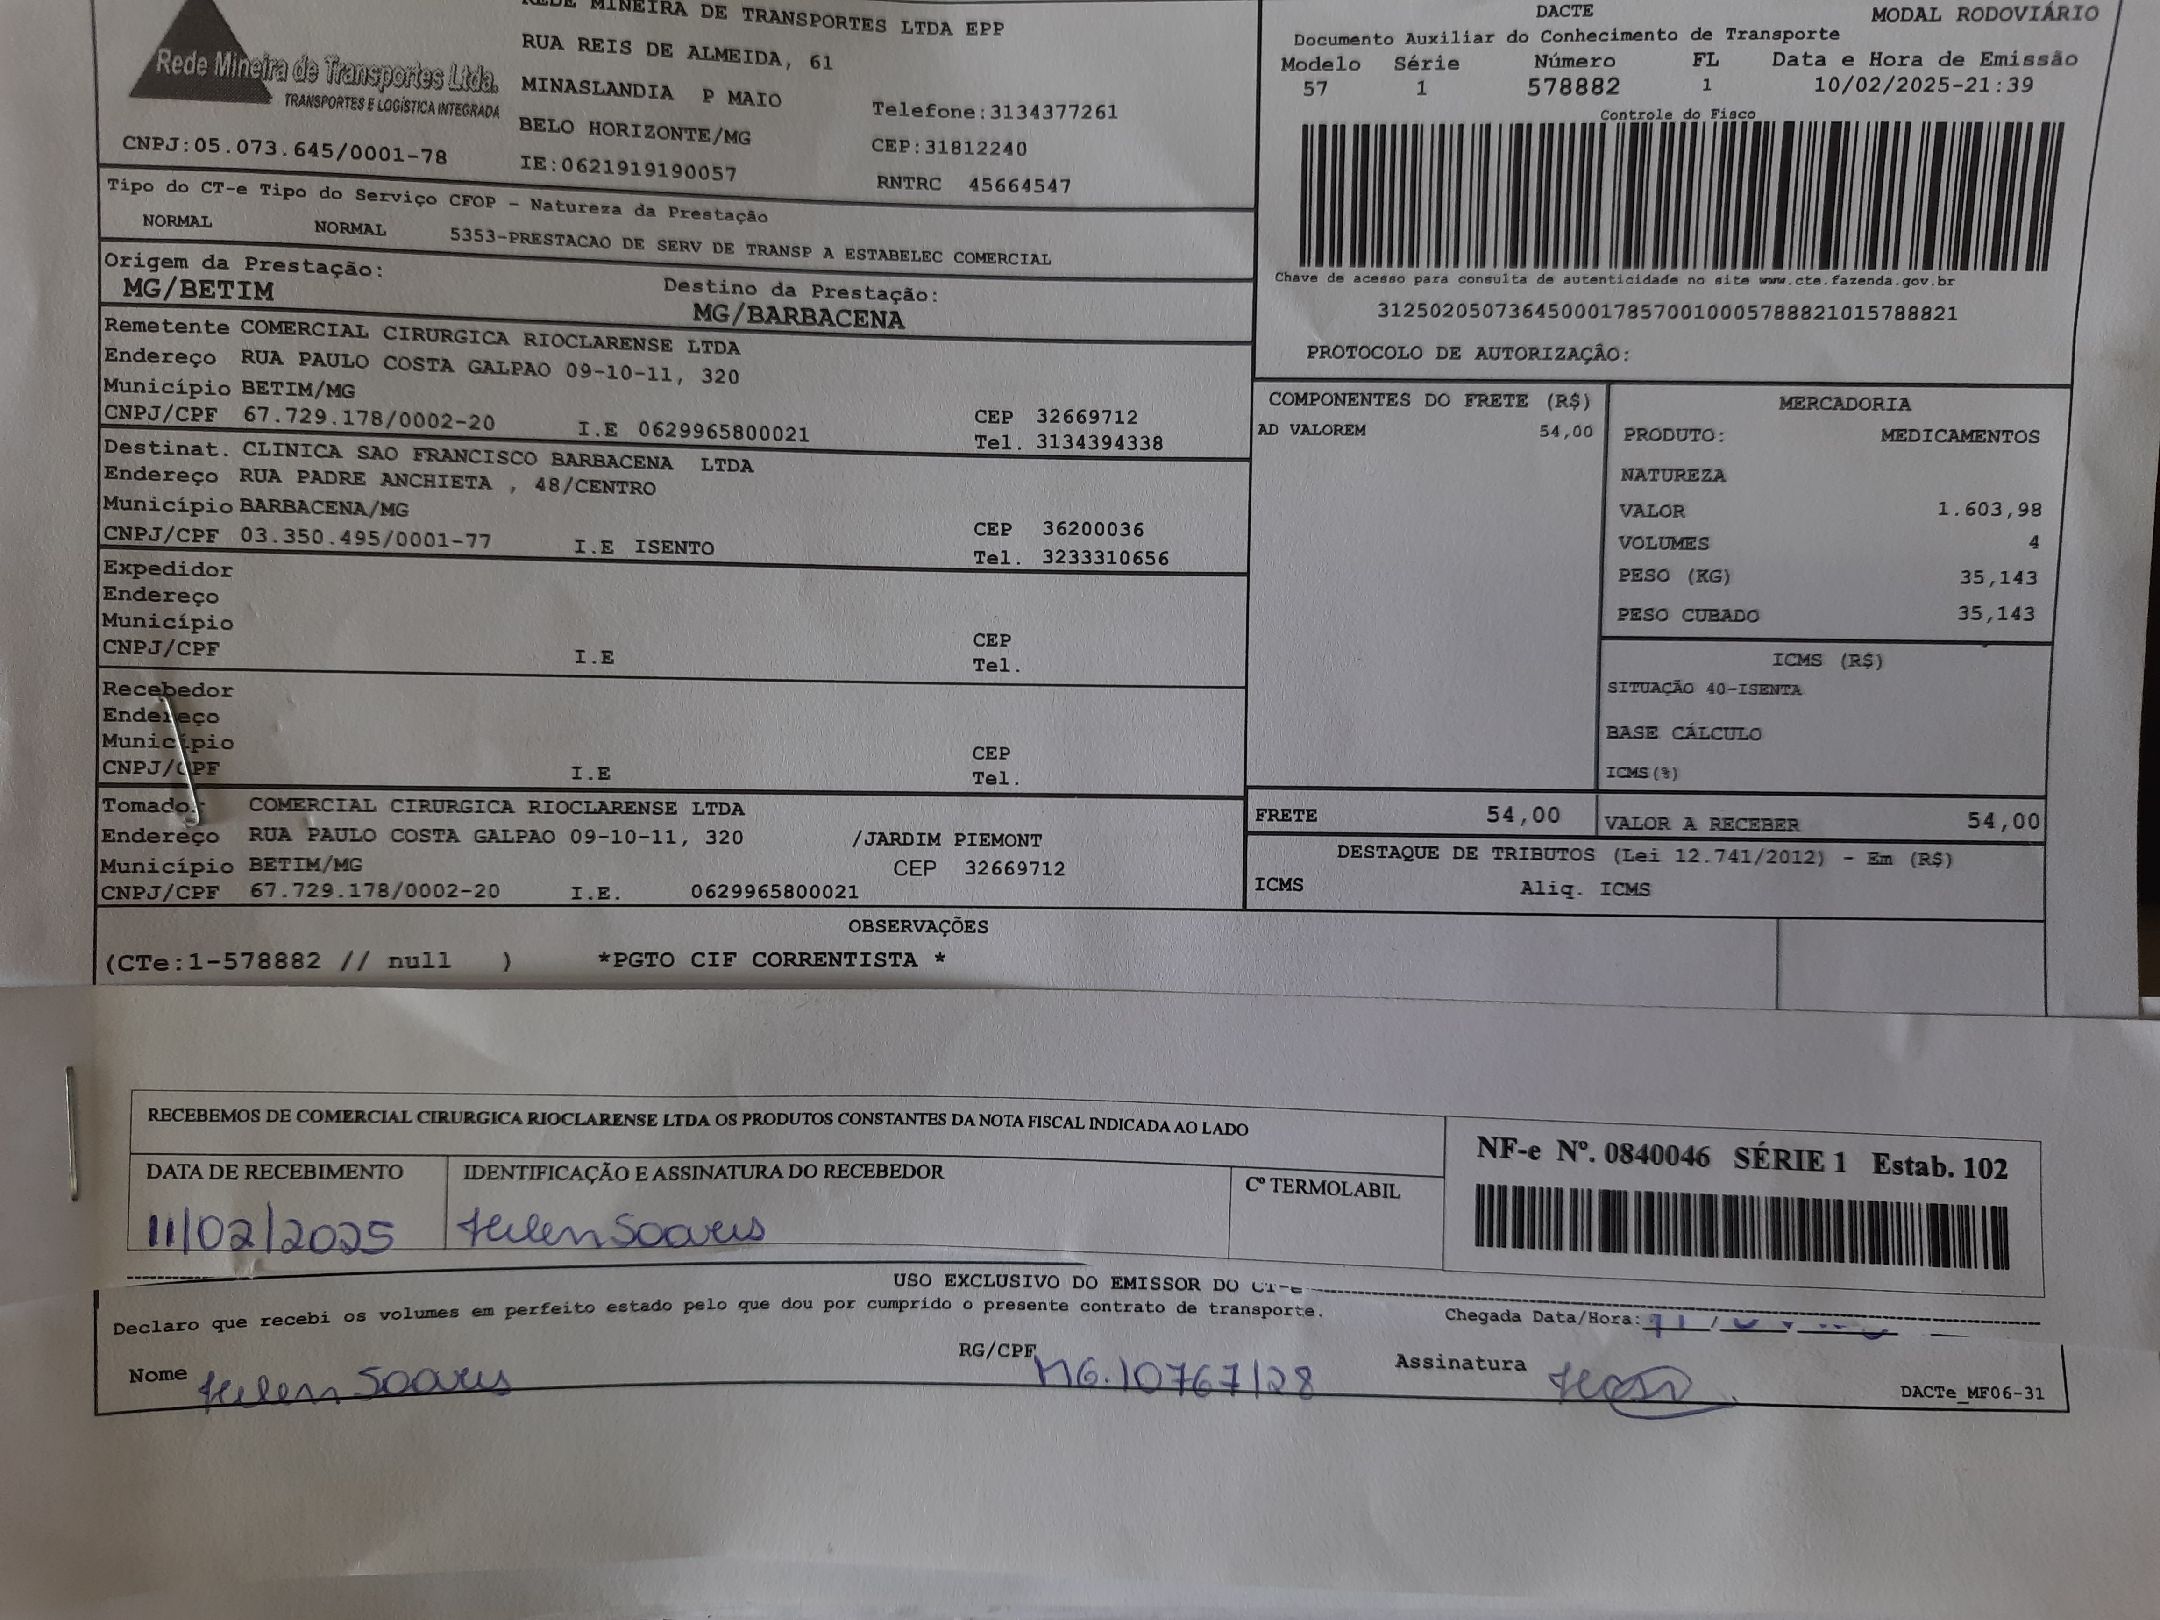 REDE MINEIRA DE TRANSPORTES LTDA EPP
RUA REIS DE ALMEIDA, 61
MINASLANDIA P MAIO
Telefone:3134377261
BELO HORIZONTE/MG
CEP:31812240
IE:0621919190057
RNTRC 45664547
Rede Mineira de Transportes Ltda.
TRANSPORTES E LOGÍSTICA INTEGRADA
CNPJ:05.073.645/0001-78
DACTE MODAL RODOVIÁRIO
Documento Auxiliar do Conhecimento de Transporte
Modelo Série Número FL Data e Hora de Emissão
57 1 578882 1 10/02/2025-21:39
Controle do Fisco
Chave de acesso para consulta de autenticidade no site www.cte.fazenda.gov.br
31250205073645000178570010005788821015788821
PROTOCOLO DE AUTORIZAÇÃO:
Tipo do CT-e Tipo do Serviço CFOP - Natureza da Prestação
NORMAL NORMAL 5353-PRESTACAO DE SERV DE TRANSP A ESTABELEC COMERCIAL
Origem da Prestação: Destino da Prestação:
MG/BETIM MG/BARBACENA
Remetente COMERCIAL CIRURGICA RIOCLARENSE LTDA
Endereço RUA PAULO COSTA GALPAO 09-10-11, 320
Município BETIM/MG CEP 32669712
CNPJ/CPF 67.729.178/0002-20 I.E 0629965800021 Tel. 3134394338
Destinat. CLINICA SAO FRANCISCO BARBACENA LTDA
Endereço RUA PADRE ANCHIETA , 48/CENTRO
Município BARBACENA/MG CEP 36200036
CNPJ/CPF 03.350.495/0001-77 I.E ISENTO Tel. 3233310656
Expedidor
Endereço
Município CEP
CNPJ/CPF I.E Tel.
Recebedor
Endereço
Município CEP
CNPJ/CPF I.E Tel.
Tomador COMERCIAL CIRURGICA RIOCLARENSE LTDA
Endereço RUA PAULO COSTA GALPAO 09-10-11, 320 /JARDIM PIEMONT
Município BETIM/MG CEP 32669712
CNPJ/CPF 67.729.178/0002-20 I.E. 0629965800021
COMPONENTES DO FRETE (R$)
AD VALOREM 54,00
MERCADORIA
PRODUTO: MEDICAMENTOS
NATUREZA
VALOR 1.603,98
VOLUMES 4
PESO (KG) 35,143
PESO CUBADO 35,143
ICMS (R$)
SITUAÇÃO 40-ISENTA
BASE CÁLCULO
ICMS(%)
FRETE 54,00 VALOR A RECEBER 54,00
DESTAQUE DE TRIBUTOS (Lei 12.741/2012) - Em (R$)
ICMS Aliq. ICMS
OBSERVAÇÕES
(CTe:1-578882 // null ) *PGTO CIF CORRENTISTA *
RECEBEMOS DE COMERCIAL CIRURGICA RIOCLARENSE LTDA OS PRODUTOS CONSTANTES DA NOTA FISCAL INDICADA AO LADO
DATA DE RECEBIMENTO IDENTIFICAÇÃO E ASSINATURA DO RECEBEDOR Cº TERMOLABIL
11/02/2025 Helen Soares
NF-e Nº. 0840046 SÉRIE 1 Estab. 102
USO EXCLUSIVO DO EMISSOR DO CT-e
Declaro que recebi os volumes em perfeito estado pelo que dou por cumprido o presente contrato de transporte. Chegada Data/Hora:
Nome Helen Soares RG/CPF MG.10767128 Assinatura
DACTe_MF06-31